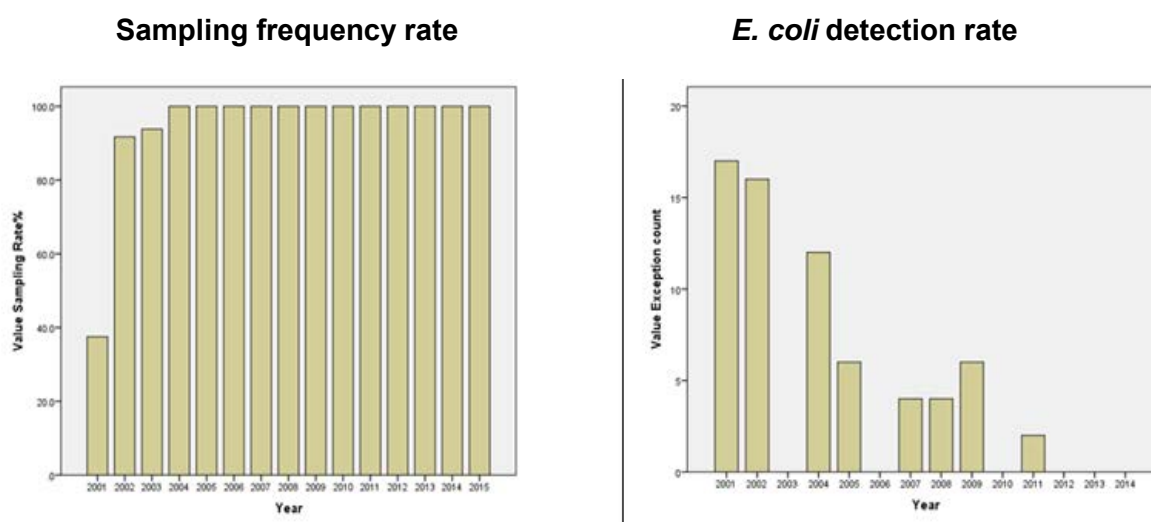 Sampling frequency rate
Value Sampling Rate%
100.0
80.0
60.0
40.0
20.0
.0
2001 2002 2003 2004 2005 2006 2007 2008 2009 2010 2011 2012 2013 2014 2015
Year
E. coli detection rate
Value Exception count
20
15
10
5
0
2001 2002 2003 2004 2005 2006 2007 2008 2009 2010 2011 2012 2013 2014
Year